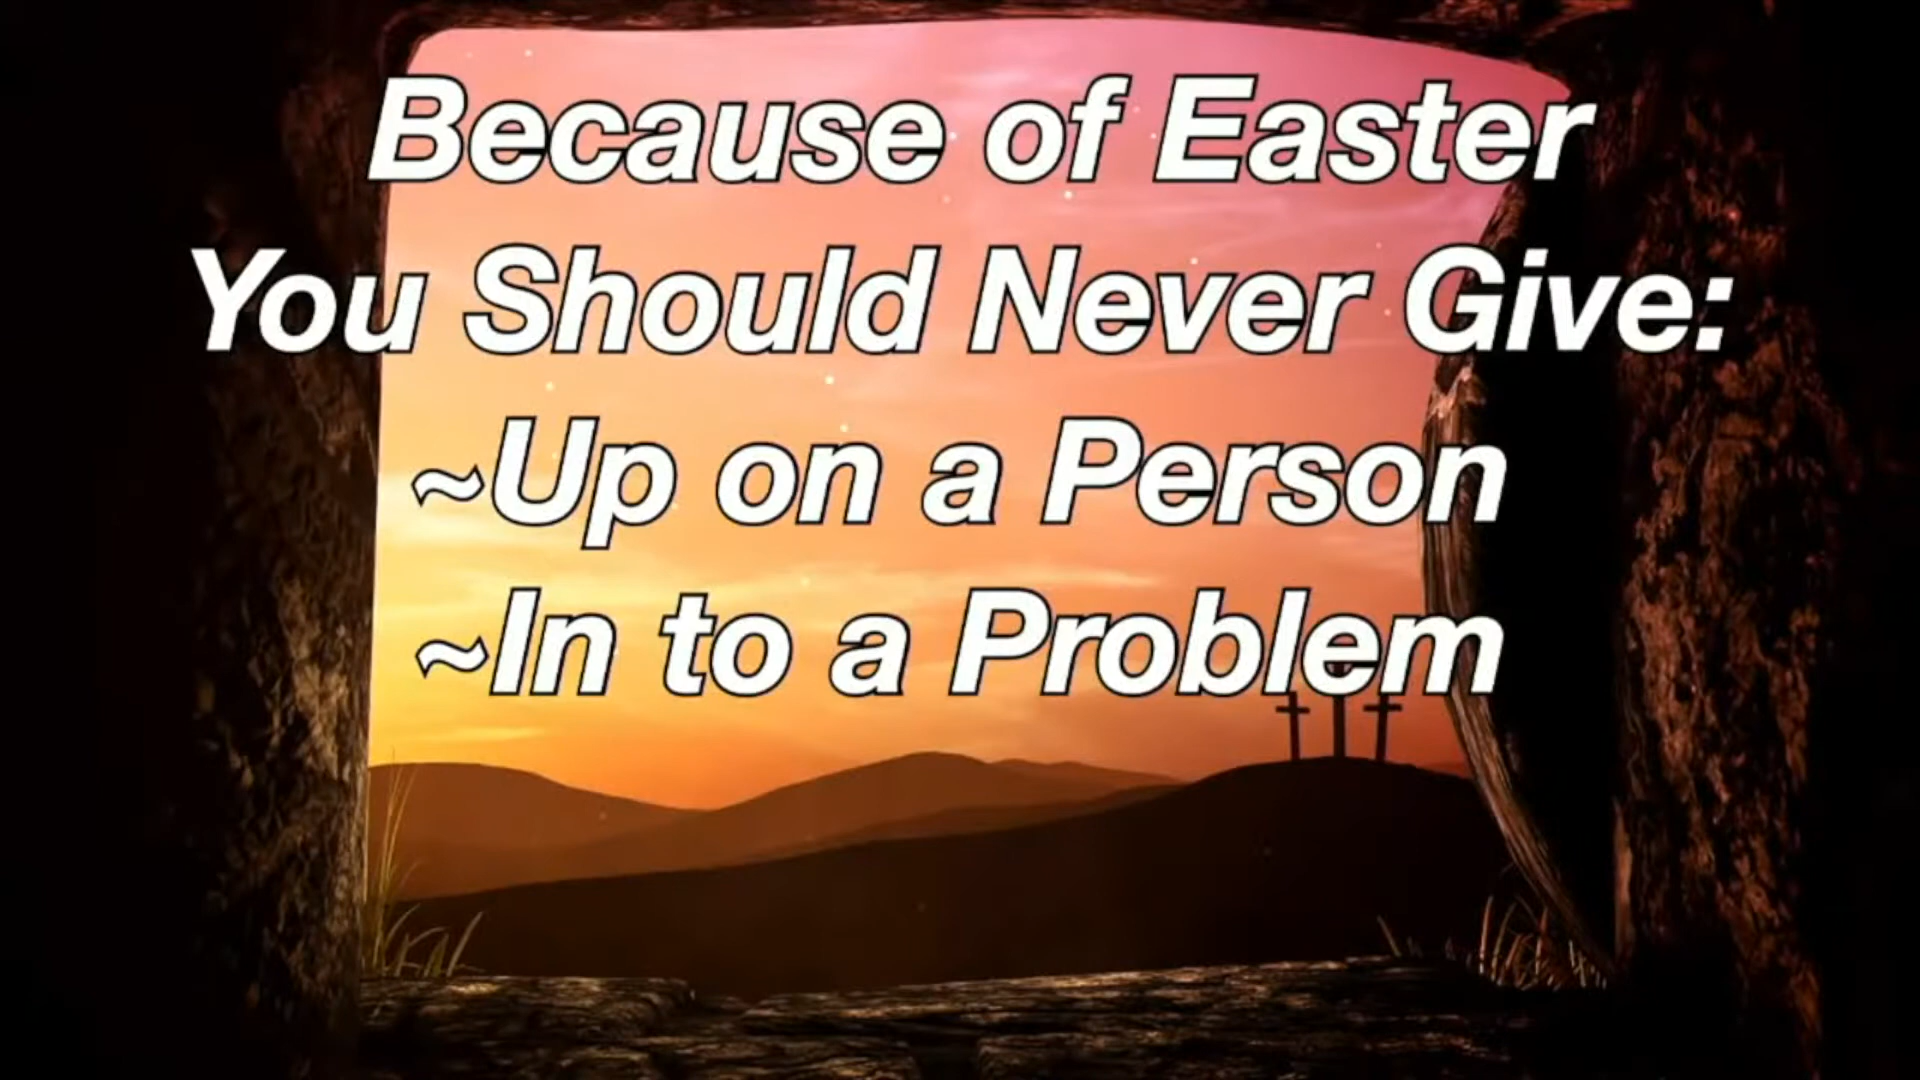 Because of Easter
You Should Never Give:
~Up on a Person
~In to a Problem